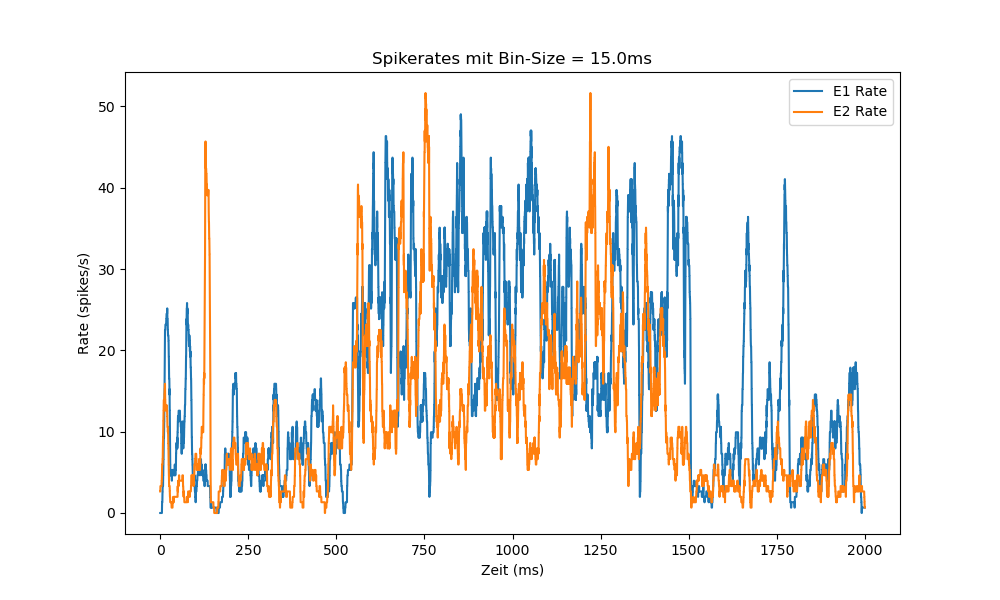 Spikerates mit Bin-Size = 15.0ms
E1 Rate
E2 Rate
Rate (spikes/s)
50
40
30
20
10
0
0 250 500 750 1000 1250 1500 1750 2000
Zeit (ms)